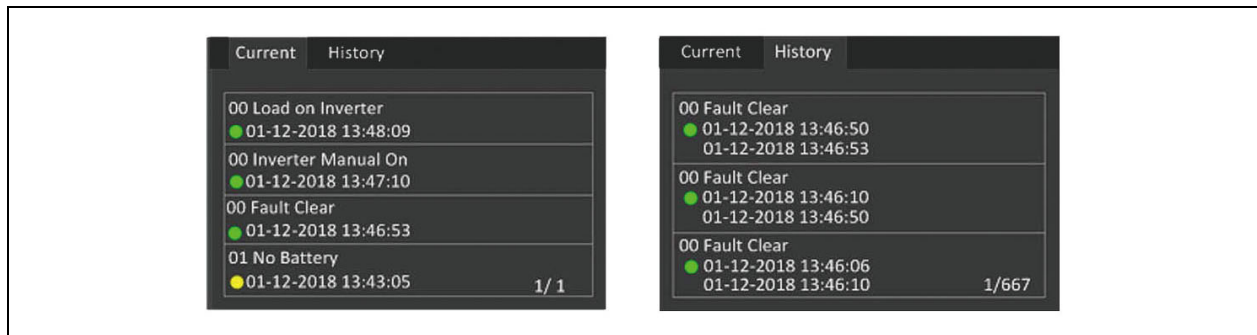 Current History
00 Load on Inverter
01-12-2018 13:48:09
00 Inverter Manual On
01-12-2018 13:47:10
00 Fault Clear
01-12-2018 13:46:53
01 No Battery
01-12-2018 13:43:05 1/ 1
Current History
00 Fault Clear
01-12-2018 13:46:50
01-12-2018 13:46:53
00 Fault Clear
01-12-2018 13:46:10
01-12-2018 13:46:50
00 Fault Clear
01-12-2018 13:46:06
01-12-2018 13:46:10 1/667